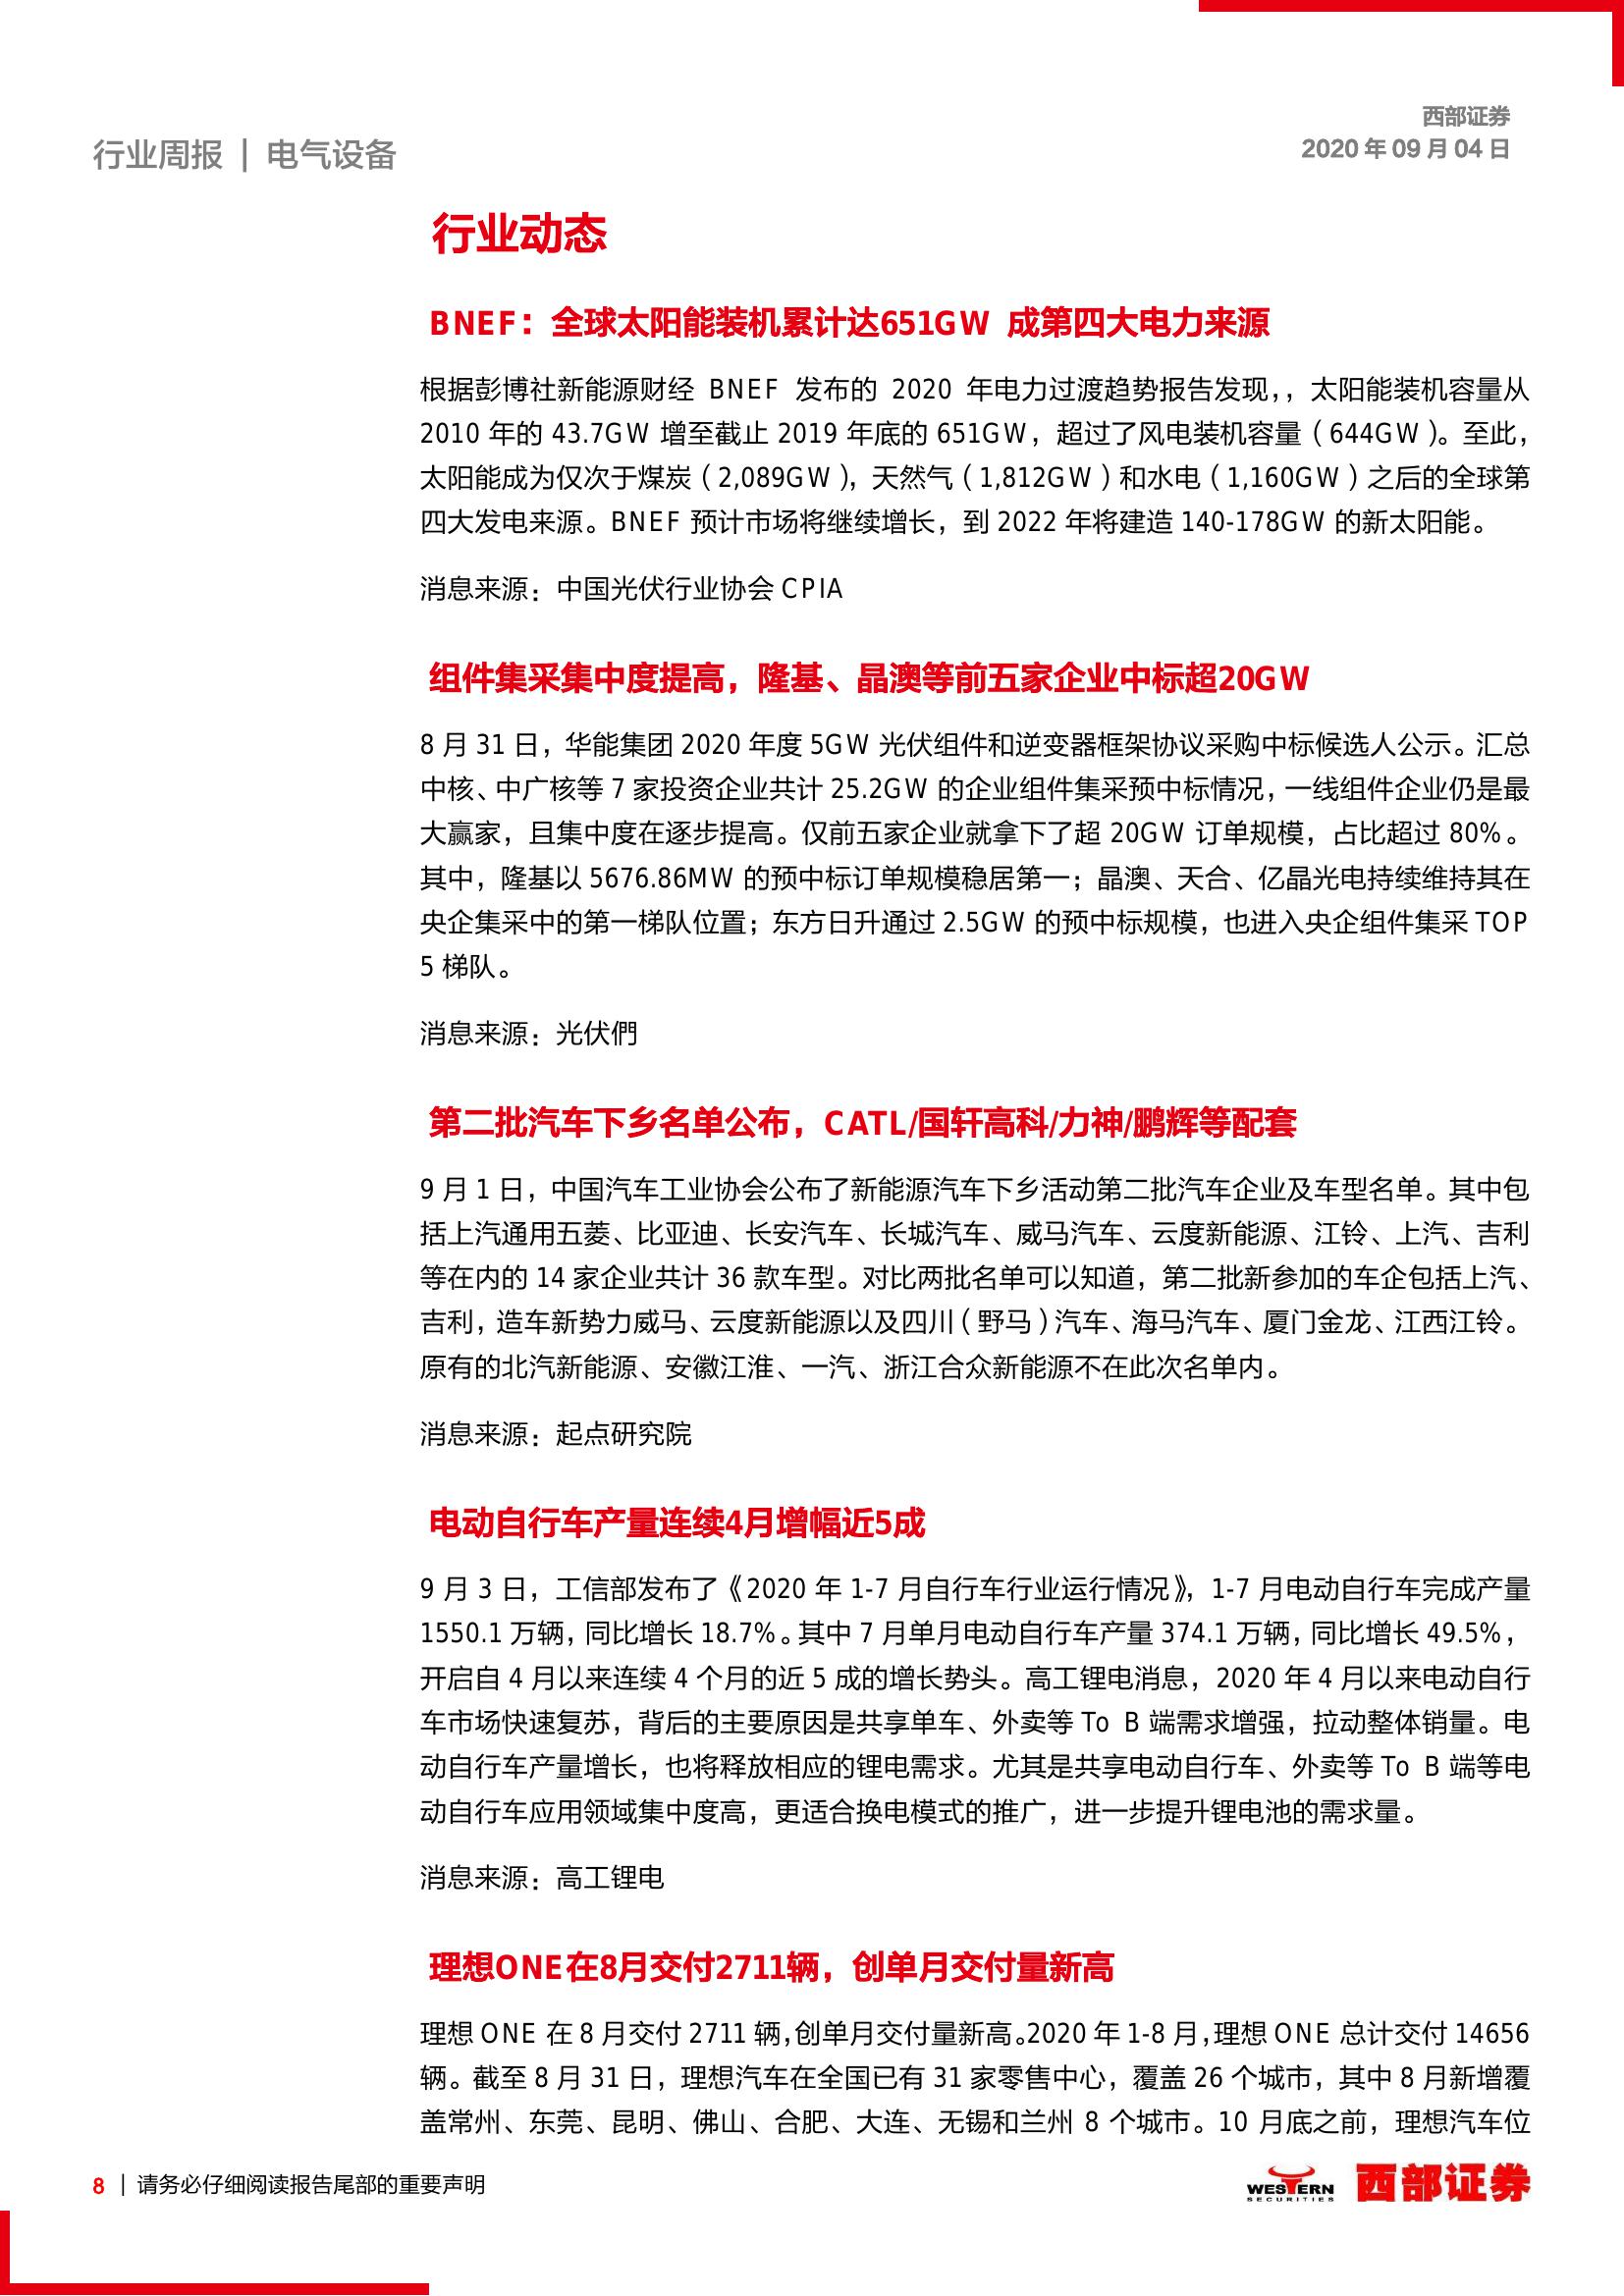 行业周报 | 电气设备
西部证券
2020 年 09 月 04 日
行业动态
BNEF：全球太阳能装机累计达651GW 成第四大电力来源
根据彭博社新能源财经 BNEF 发布的 2020 年电力过渡趋势报告发现，，太阳能装机容量从
2010 年的 43.7GW 增至截止 2019 年底的 651GW，超过了风电装机容量（644GW）。至此，
太阳能成为仅次于煤炭（2,089GW），天然气（1,812GW）和水电（1,160GW）之后的全球第
四大发电来源。BNEF 预计市场将继续增长，到 2022 年将建造 140-178GW 的新太阳能。
消息来源：中国光伏行业协会 CPIA
组件集采集中度提高，隆基、晶澳等前五家企业中标超20GW
8 月 31 日，华能集团 2020 年度 5GW 光伏组件和逆变器框架协议采购中标候选人公示。汇总
中核、中广核等 7 家投资企业共计 25.2GW 的企业组件集采预中标情况，一线组件企业仍是最
大赢家，且集中度在逐步提高。仅前五家企业就拿下了超 20GW 订单规模，占比超过 80%。
其中，隆基以 5676.86MW 的预中标订单规模稳居第一；晶澳、天合、亿晶光电持续维持其在
央企集采中的第一梯队位置；东方日升通过 2.5GW 的预中标规模，也进入央企组件集采 TOP
5 梯队。
消息来源：光伏們
第二批汽车下乡名单公布，CATL/国轩高科/力神/鹏辉等配套
9 月 1 日，中国汽车工业协会公布了新能源汽车下乡活动第二批汽车企业及车型名单。其中包
括上汽通用五菱、比亚迪、长安汽车、长城汽车、威马汽车、云度新能源、江铃、上汽、吉利
等在内的 14 家企业共计 36 款车型。对比两批名单可以知道，第二批新参加的车企包括上汽、
吉利，造车新势力威马、云度新能源以及四川（野马）汽车、海马汽车、厦门金龙、江西江铃。
原有的北汽新能源、安徽江淮、一汽、浙江合众新能源不在此次名单内。
消息来源：起点研究院
电动自行车产量连续4月增幅近5成
9 月 3 日，工信部发布了《2020 年 1-7 月自行车行业运行情况》，1-7 月电动自行车完成产量
1550.1 万辆，同比增长 18.7%。其中 7 月单月电动自行车产量 374.1 万辆，同比增长 49.5%，
开启自 4 月以来连续 4 个月的近 5 成的增长势头。高工锂电消息，2020 年 4 月以来电动自行
车市场快速复苏，背后的主要原因是共享单车、外卖等 To B 端需求增强，拉动整体销量。电
动自行车产量增长，也将释放相应的锂电需求。尤其是共享电动自行车、外卖等 To B 端等电
动自行车应用领域集中度高，更适合换电模式的推广，进一步提升锂电池的需求量。
消息来源：高工锂电
理想ONE在8月交付2711辆，创单月交付量新高
理想 ONE 在 8 月交付 2711 辆，创单月交付量新高。2020 年 1-8 月，理想 ONE 总计交付 14656
辆。截至 8 月 31 日，理想汽车在全国已有 31 家零售中心，覆盖 26 个城市，其中 8 月新增覆
盖常州、东莞、昆明、佛山、合肥、大连、无锡和兰州 8 个城市。10 月底之前，理想汽车位
8 | 请务必仔细阅读报告尾部的重要声明
WESTERN
SECURITIES
西部证券